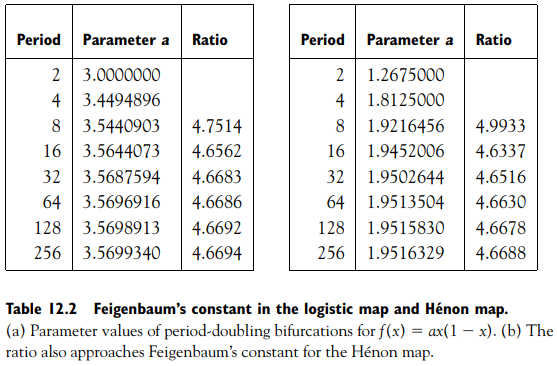 Period Parameter a Ratio
2 3.0000000
4 3.4494896
8 3.5440903 4.7514
16 3.5644073 4.6562
32 3.5687594 4.6683
64 3.5696916 4.6686
128 3.5698913 4.6692
256 3.5699340 4.6694
Period Parameter a Ratio
2 1.2675000
4 1.8125000
8 1.9216456 4.9933
16 1.9452006 4.6337
32 1.9502644 4.6516
64 1.9513504 4.6630
128 1.9515830 4.6678
256 1.9516329 4.6688
Table 12.2 Feigenbaum’s constant in the logistic map and Hénon map.
(a) Parameter values of period-doubling bifurcations for f(x) = ax(1 − x). (b) The
ratio also approaches Feigenbaum’s constant for the Hénon map.